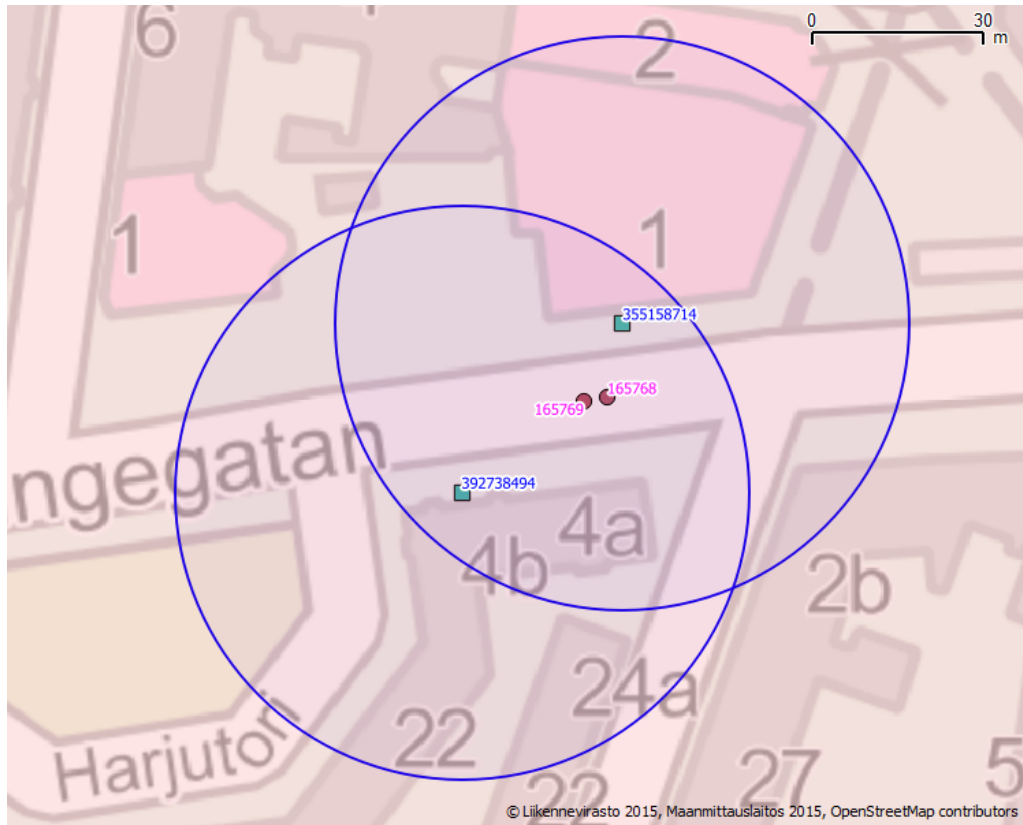 0 30
m
6
2
1
1
355158714
165768
165769
ngegatan
392738494
4a
4b
2b
24a
22
Harjutori
22
27
5
© Liikennevirasto 2015, Maanmittauslaitos 2015, OpenStreetMap contributors